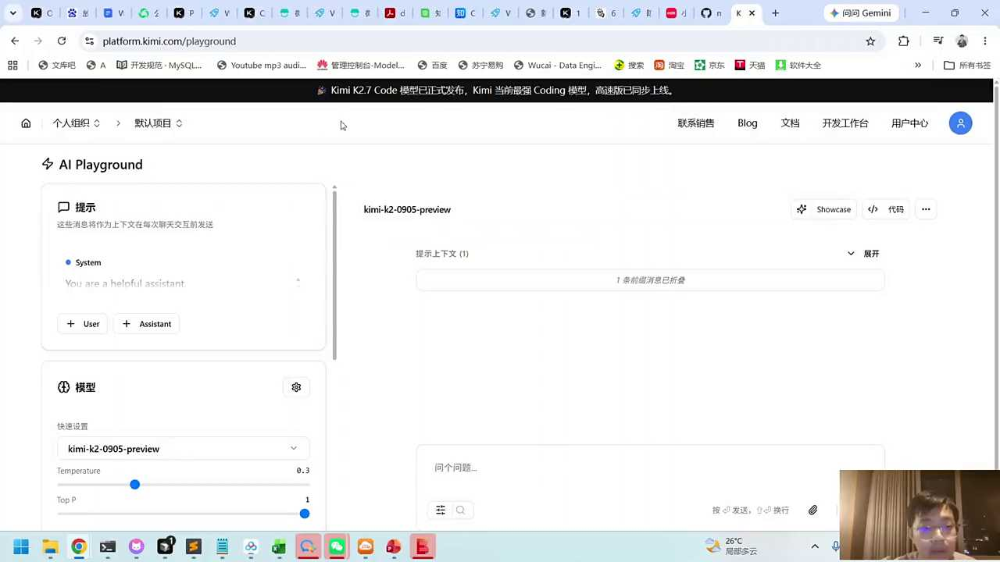 问问 Gemini
platform.kimi.com/playground
文库吧
A
开发规范 - MySQL...
Youtube mp3 audi...
管理控制台-Model...
百度
苏宁易购
Wucai - Data Engi...
搜索
淘宝
京东
天猫
软件大全
所有书签
Kimi K2.7 Code 模型已正式发布，Kimi 当前最强 Coding 模型，高速版已同步上线。
个人组织
默认项目
联系销售
Blog
文档
开发工作台
用户中心
AI Playground
提示
这些消息将作为上下文在每次聊天交互前发送
System
You are a helpful assistant.
User
Assistant
模型
快速设置
kimi-k2-0905-preview
Temperature 0.3
Top P 1
kimi-k2-0905-preview
Showcase
代码
提示上下文 (1)
展开
1 条前缀消息已折叠
问个问题...
按 ⏎ 发送，⇧⏎ 换行
26°C
局部多云